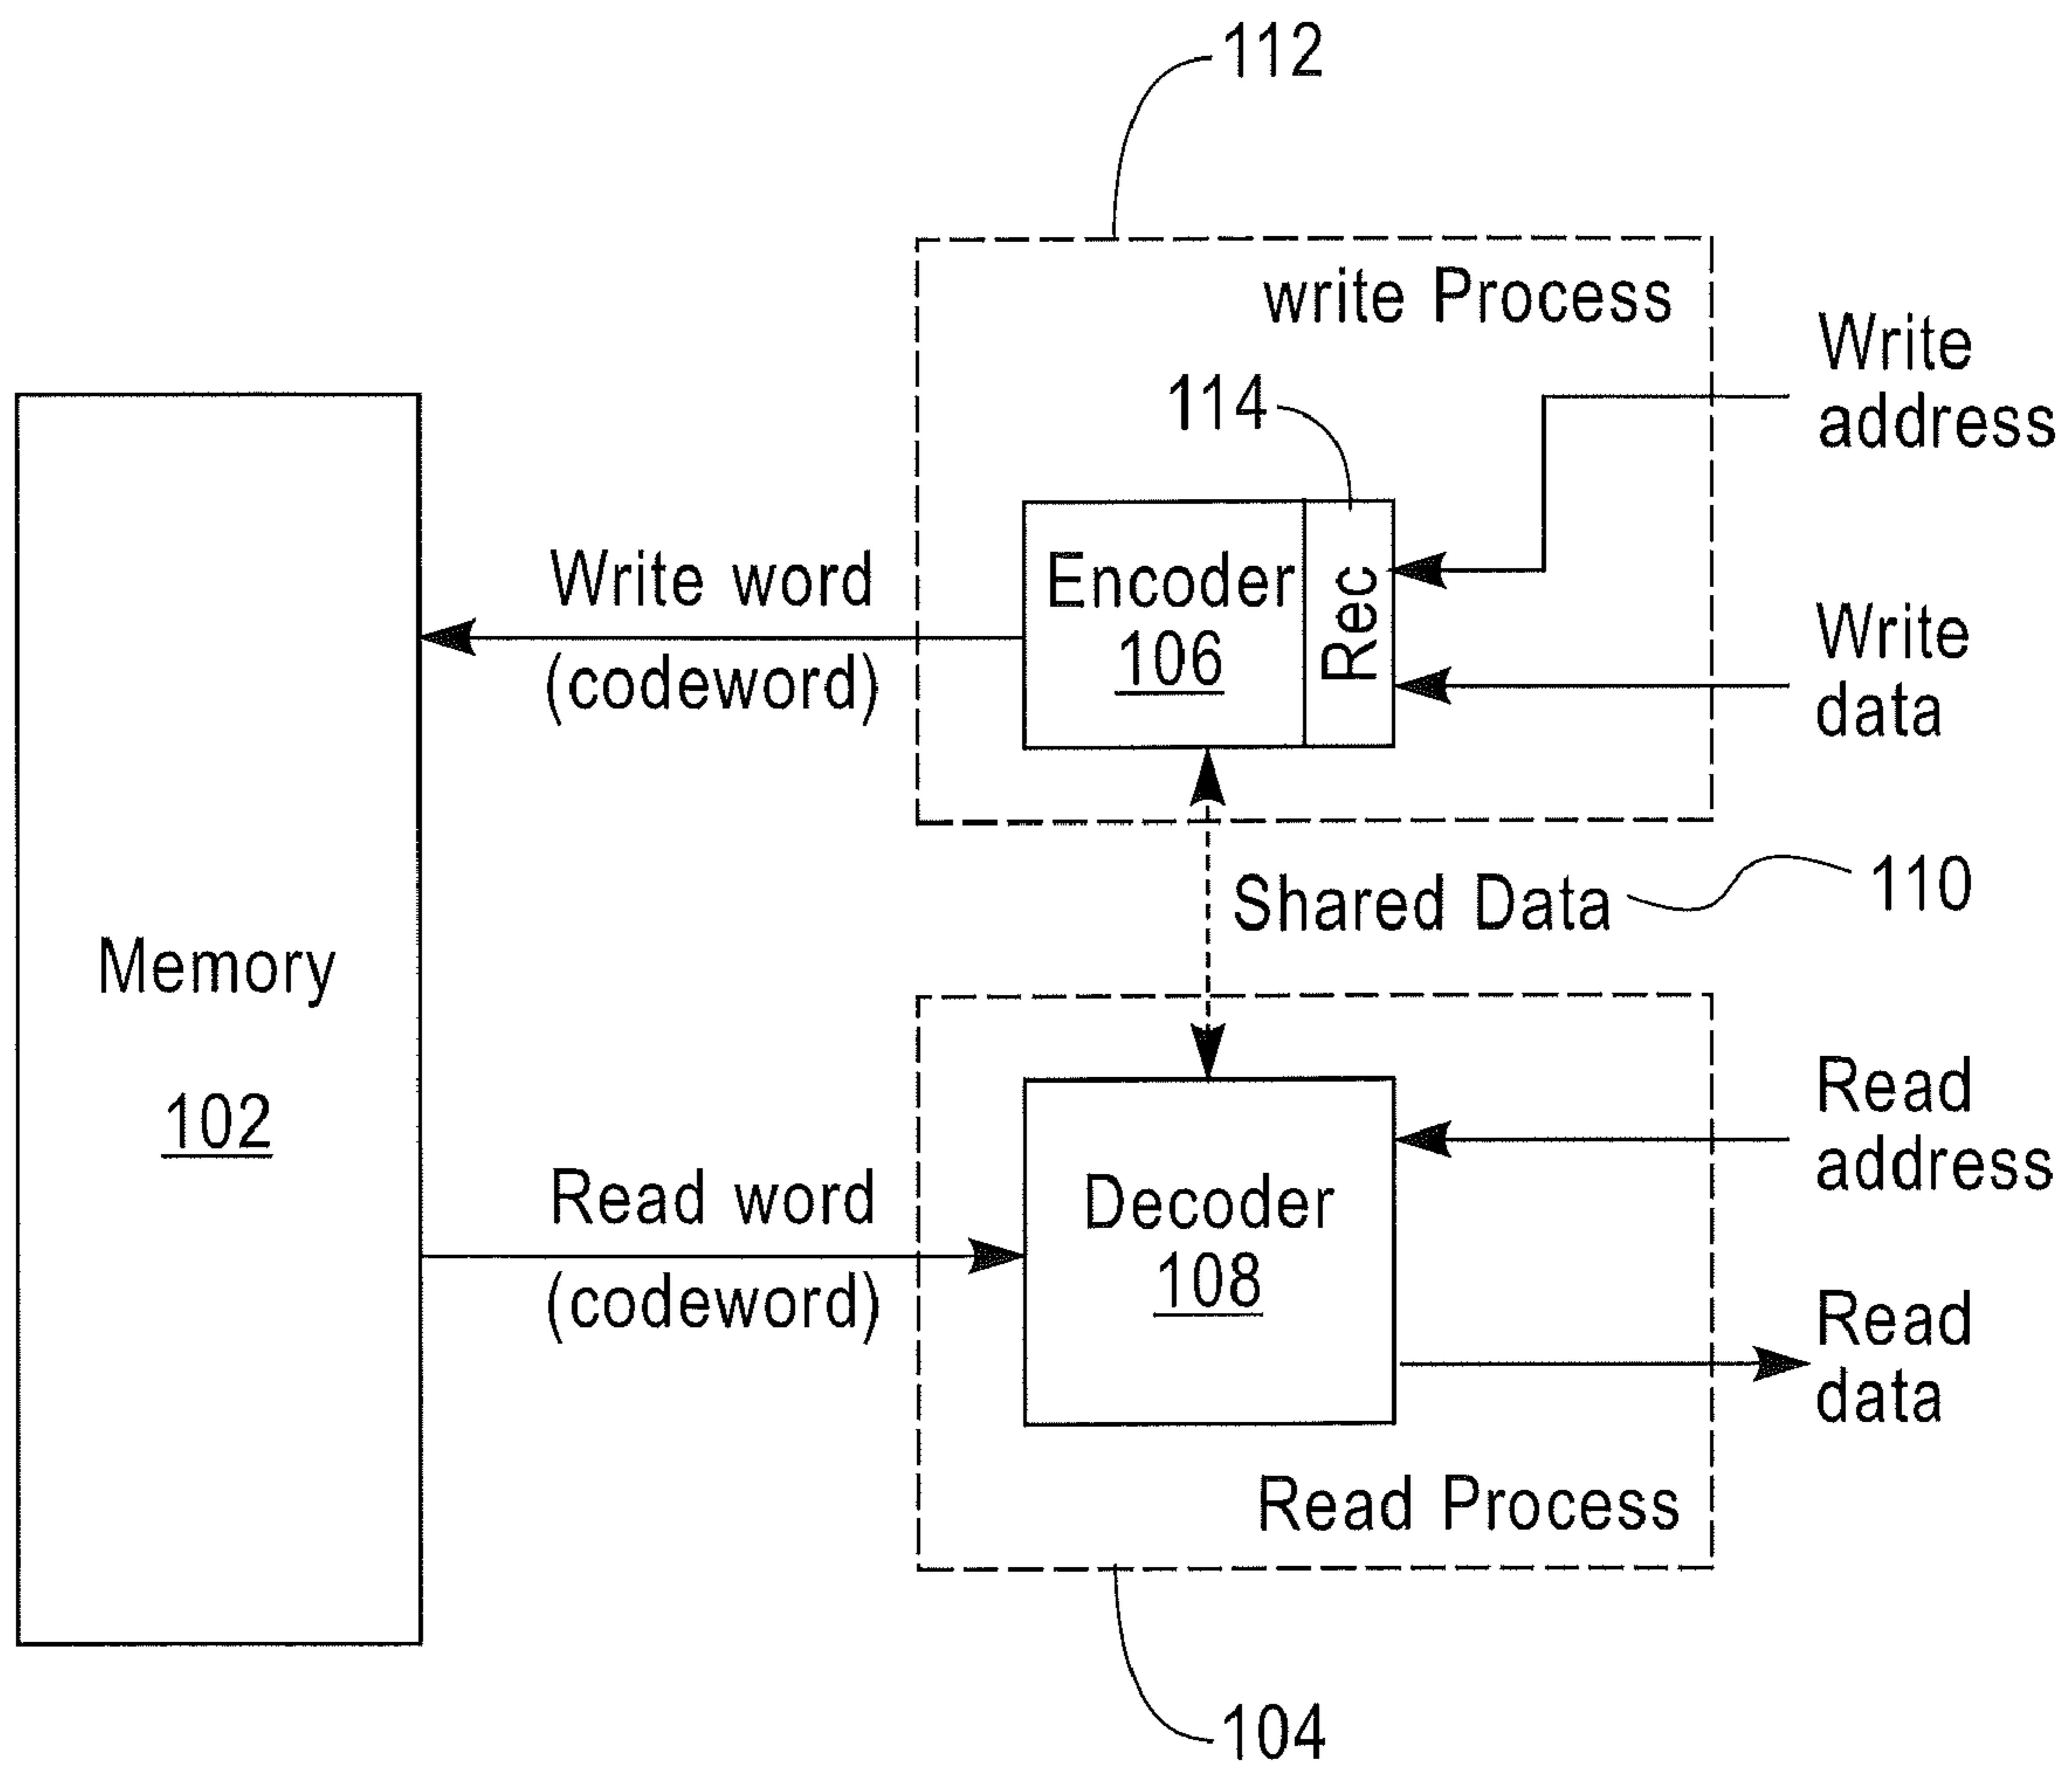 112
write Process
Write
address
114
Write word
(codeword)
Encoder
106
Rec
Write
data
Shared Data
110
Memory
102
Read
address
Read word
(codeword)
Decoder
108
Read
data
Read Process
104